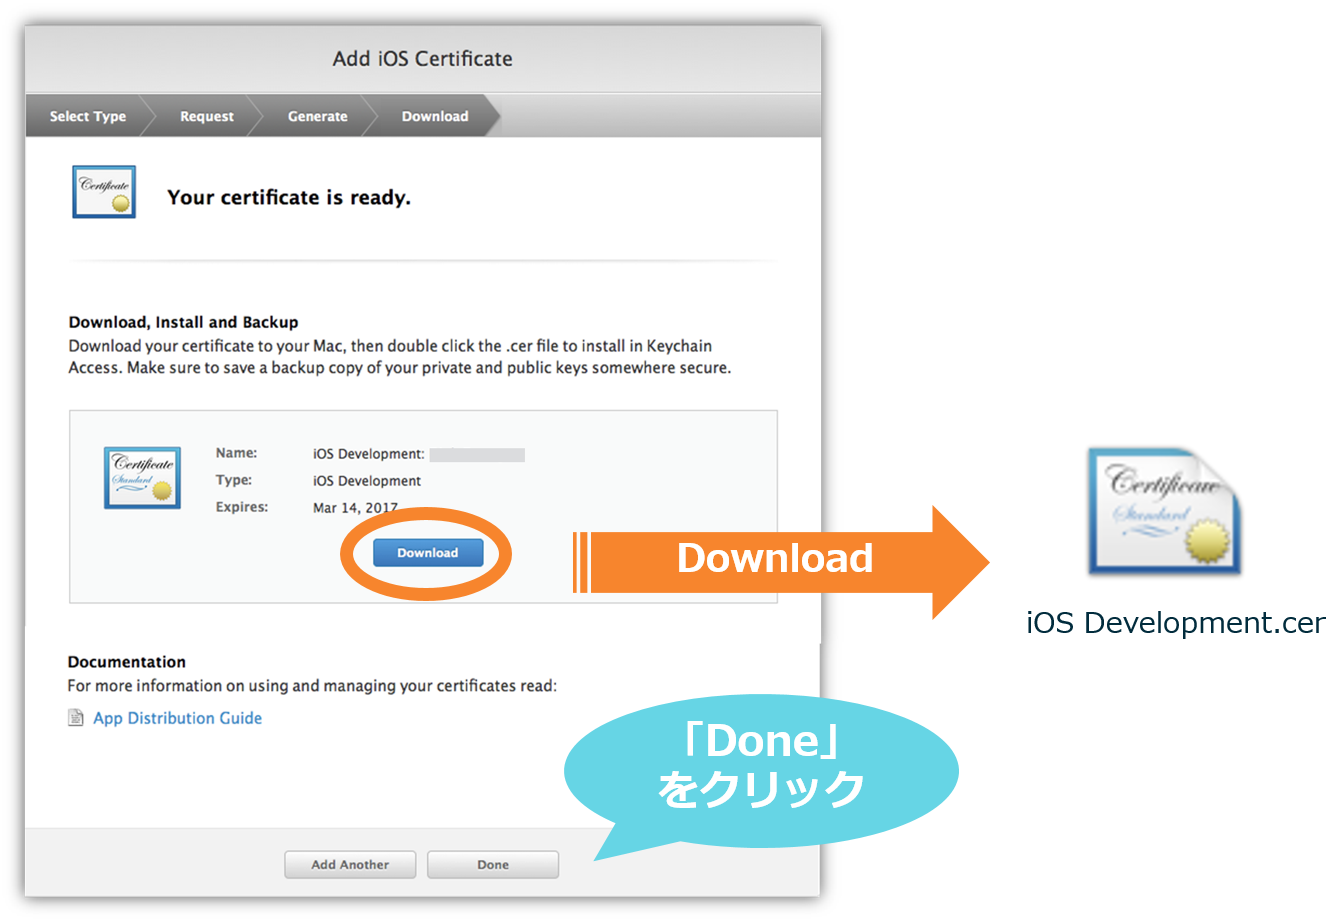 Add iOS Certificate
Select Type
Request
Generate
Download
Certificate
Your certificate is ready.
Download, Install and Backup
Download your certificate to your Mac, then double click the .cer file to install in Keychain
Access. Make sure to save a backup copy of your private and public keys somewhere secure.
Certificate
Standard
Name:
iOS Development:
Type:
iOS Development
Expires:
Mar 14, 2017
Download
Download
Certificate
Standard
iOS Development.cer
Documentation
For more information on using and managing your certificates read:
App Distribution Guide
「Done」
をクリック
Add Another
Done